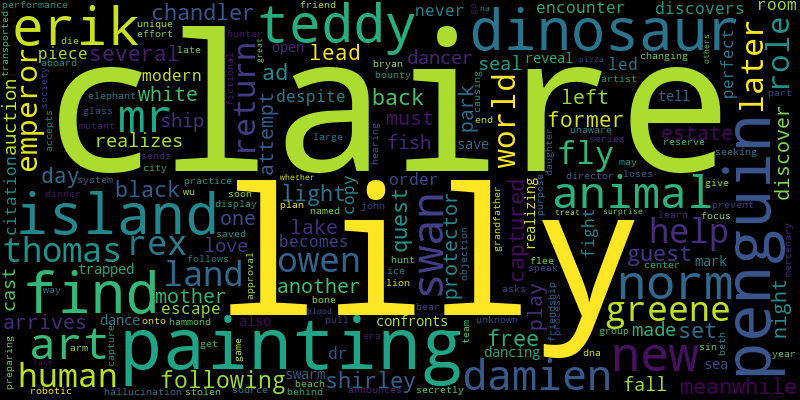 performance erik chandler teddy friend never encounter discovers room
transported die unique effort late open lead dancer dinosaur changing perfect others role
piece several modern ad seal reveal led artist tell part later
auction emperor mr white ship realizes claire despite bryan bounty back must fish park save world left former unaware series may loses estate discover
society accepts elephant glass mutant sends city return attempt fictional hunter great large hearing end causing pizza fly daughter director reserve seeking
citation day system practice wu display black soon light whether named plan copy john quest order swan protector captured realizing purpose treat surprise animal give learn focus prevent
island dinner saved one love follows becomes lake hunt ice lion lily grandfather objection fight flee speak friendship help guest mark penguin mercenary
thomas rex trapped land owen another approval bone blood pull bear confronts unknown asks play norm center night
cast way find mother escape hammond era also team free group greene made set sin sea
arrives dance onto get game dr swarm beach dancing dna new beth year
preparing art arm captures human robotic following hallucination stolen source behind painting shirley announces secretly damien fall meanwhile